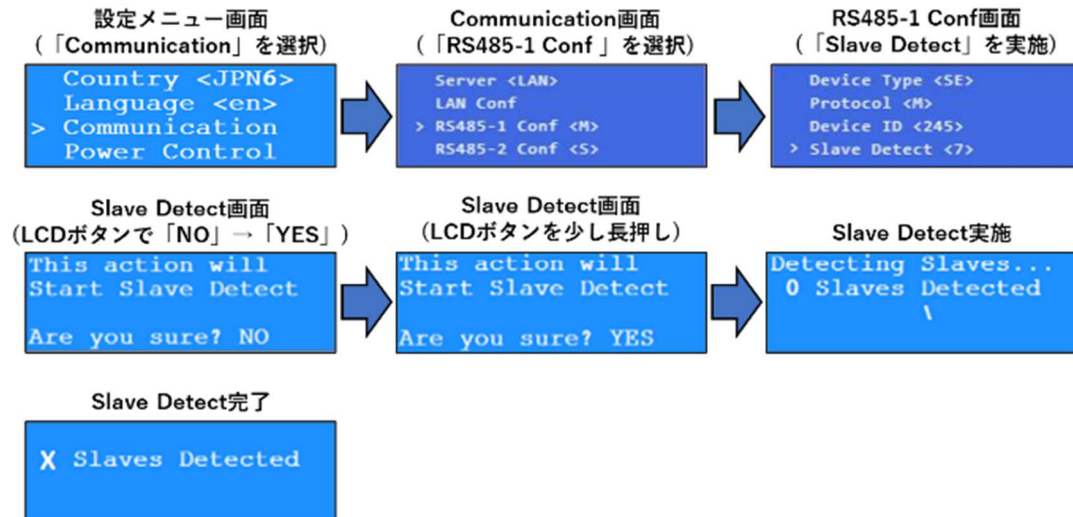 設定メニュー画面
（「Communication」を選択）
Country <JPN6>
Language <en>
> Communication
Power Control
Communication画面
（「RS485-1 Conf 」を選択）
Server <LAN>
LAN Conf
> RS485-1 Conf <M>
RS485-2 Conf <S>
RS485-1 Conf画面
（「Slave Detect」を実施）
Device Type <SE>
Protocol <M>
Device ID <245>
> Slave Detect <7>
Slave Detect画面
（LCDボタンで「NO」→「YES」）
This action will
Start Slave Detect
Are you sure? NO
Slave Detect画面
（LCDボタンを少し長押し）
This action will
Start Slave Detect
Are you sure? YES
Slave Detect実施
Detecting Slaves...
0 Slaves Detected
\
Slave Detect完了
X Slaves Detected